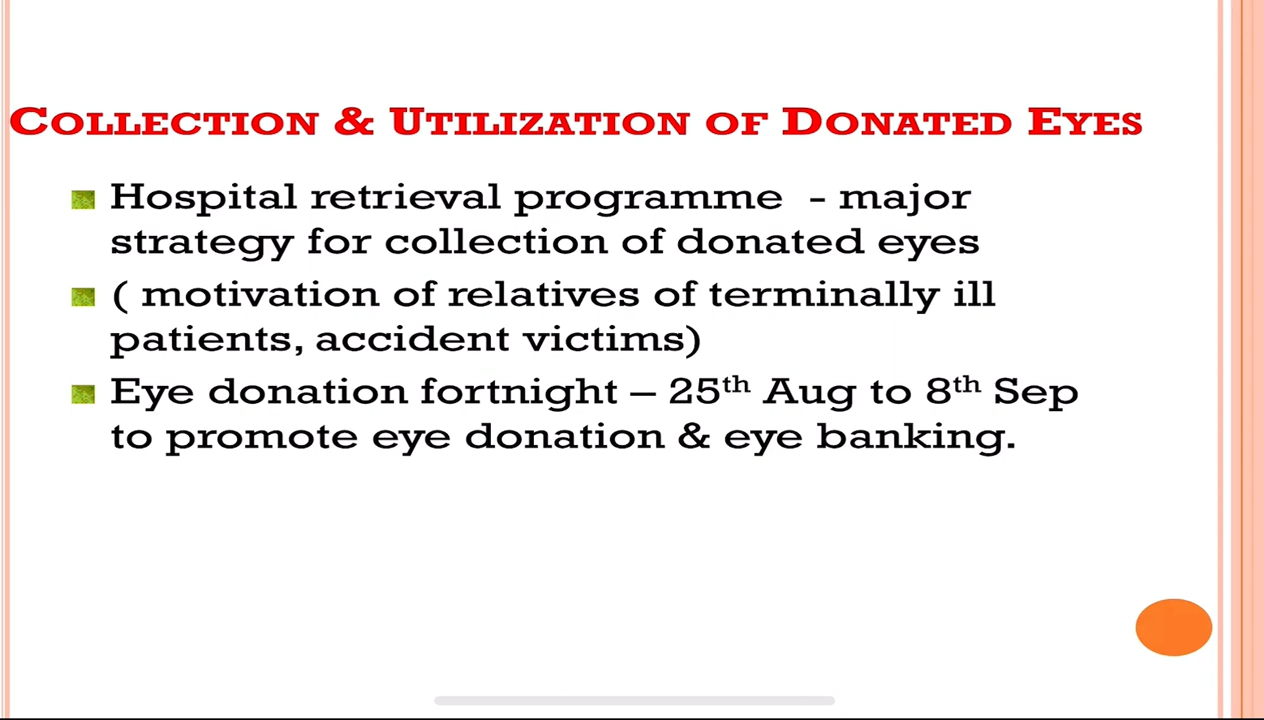 COLLECTION & UTILIZATION OF DONATED EYES
Hospital retrieval programme - major
strategy for collection of donated eyes
( motivation of relatives of terminally ill
patients, accident victims)
Eye donation fortnight – 25th Aug to 8th Sep
to promote eye donation & eye banking.